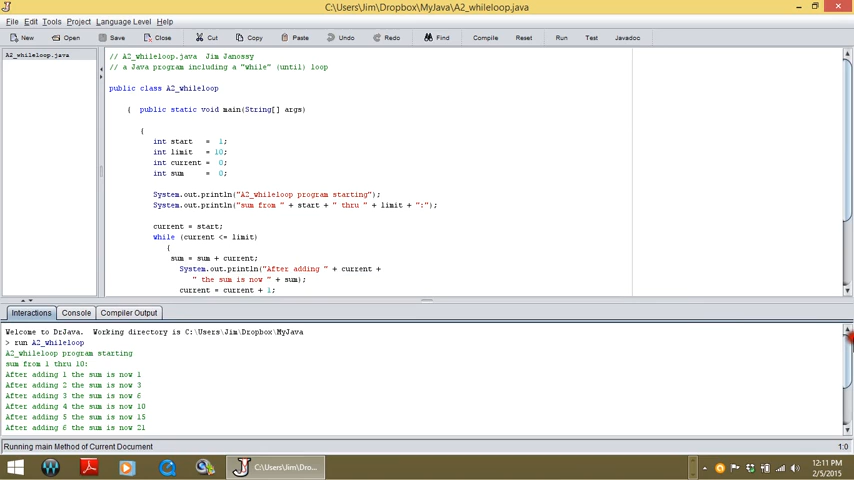 C:\Users\Jim\Dropbox\MyJava\A2_whileloop.java
File Edit Tools Project Language Level Help
New Open Save Close Cut Copy Paste Undo Redo Find Compile Reset Run Test Javadoc
A2_whileloop.java
// A2_whileloop.java  Jim Janossy
// a Java program including a "while" (until) loop
public class A2_whileloop
{  public static void main(String[] args)
{
int start   =  1;
int limit   = 10;
int current =  0;
int sum     =  0;
System.out.println("A2_whileloop program starting");
System.out.println("sum from " + start + " thru " + limit + ":");
current = start;
while (current <= limit)
{
sum = sum + current;
System.out.println("After adding " + current +
" the sum is now " + sum);
current = current + 1;
Interactions Console Compiler Output
Welcome to DrJava.  Working directory is C:\Users\Jim\Dropbox\MyJava
> run A2_whileloop
A2_whileloop program starting
sum from 1 thru 10:
After adding 1 the sum is now 1
After adding 2 the sum is now 3
After adding 3 the sum is now 6
After adding 4 the sum is now 10
After adding 5 the sum is now 15
After adding 6 the sum is now 21
Running main Method of Current Document 1:0
C:\Users\Jim\Dro...
12:11 PM
2/5/2015